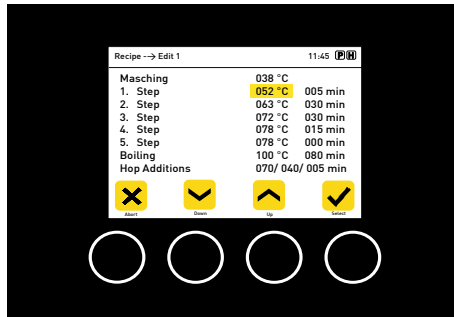 Recipe --> Edit 1 11:45 P H
Masching 038 °C
1. Step 052 °C 005 min
2. Step 063 °C 030 min
3. Step 072 °C 030 min
4. Step 078 °C 015 min
5. Step 078 °C 000 min
Boiling 100 °C 080 min
Hop Additions 070/ 040/ 005 min
Abort Down Up Select